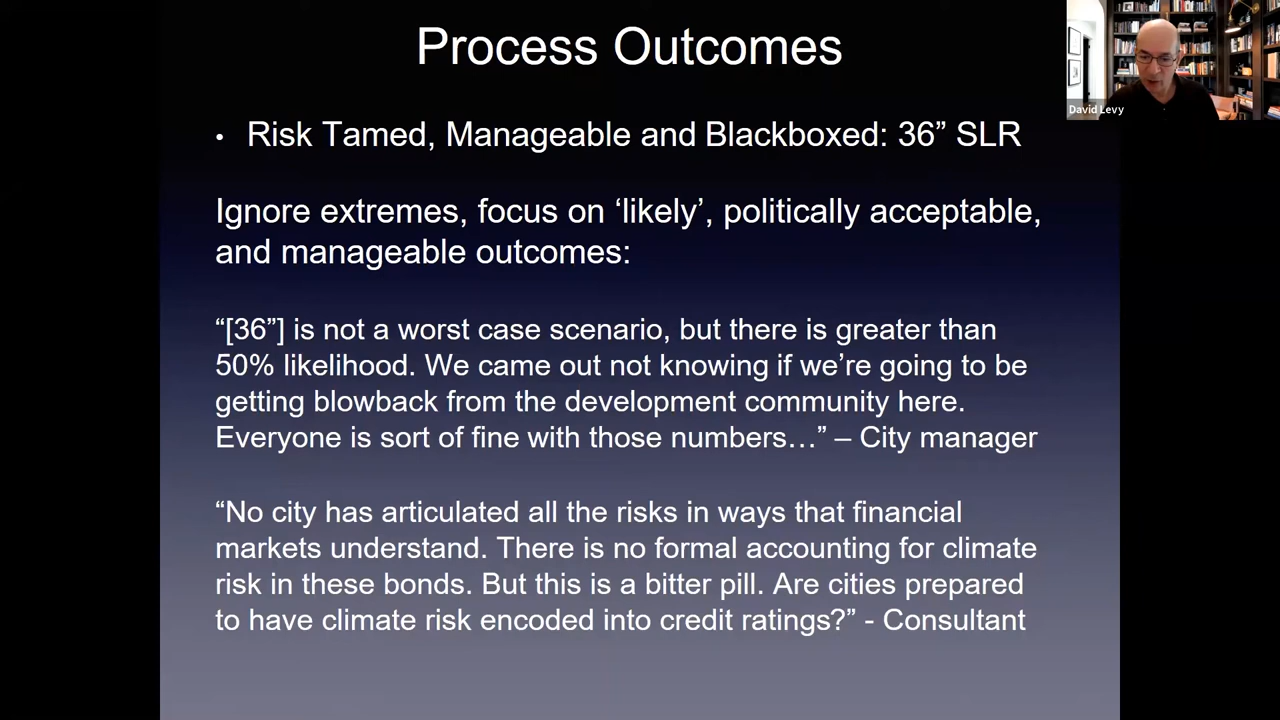 Process Outcomes
David Levy
• Risk Tamed, Manageable and Blackboxed: 36” SLR
Ignore extremes, focus on ‘likely’, politically acceptable,
and manageable outcomes:
“[36”] is not a worst case scenario, but there is greater than
50% likelihood. We came out not knowing if we’re going to be
getting blowback from the development community here.
Everyone is sort of fine with those numbers…” – City manager
“No city has articulated all the risks in ways that financial
markets understand. There is no formal accounting for climate
risk in these bonds. But this is a bitter pill. Are cities prepared
to have climate risk encoded into credit ratings?” - Consultant